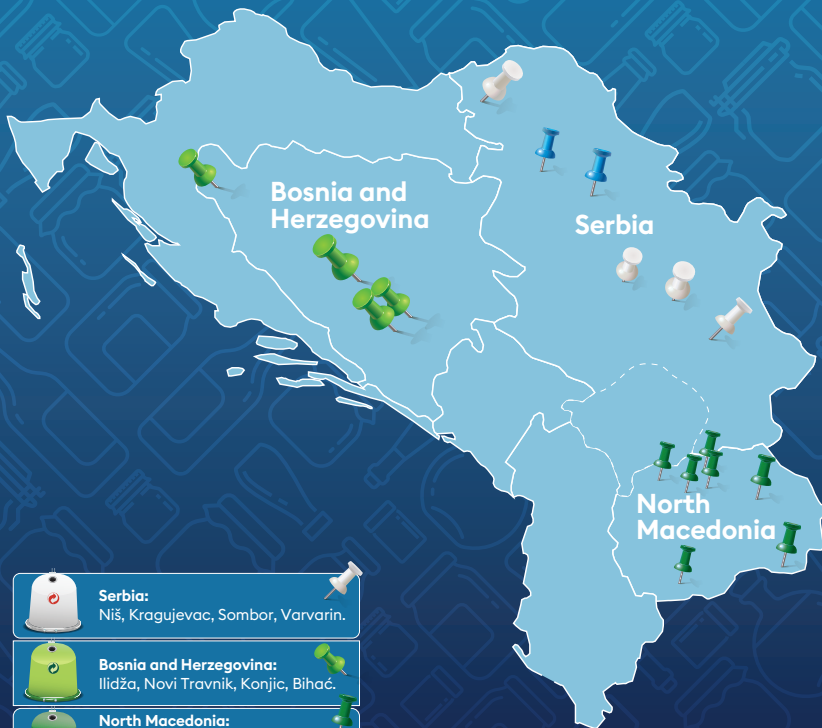 Bosnia and
Herzegovina
Serbia
North
Macedonia
Serbia:
Niš, Kragujevac, Sombor, Varvarin.
Bosnia and Herzegovina:
Ilidža, Novi Travnik, Konjic, Bihać.
North Macedonia: